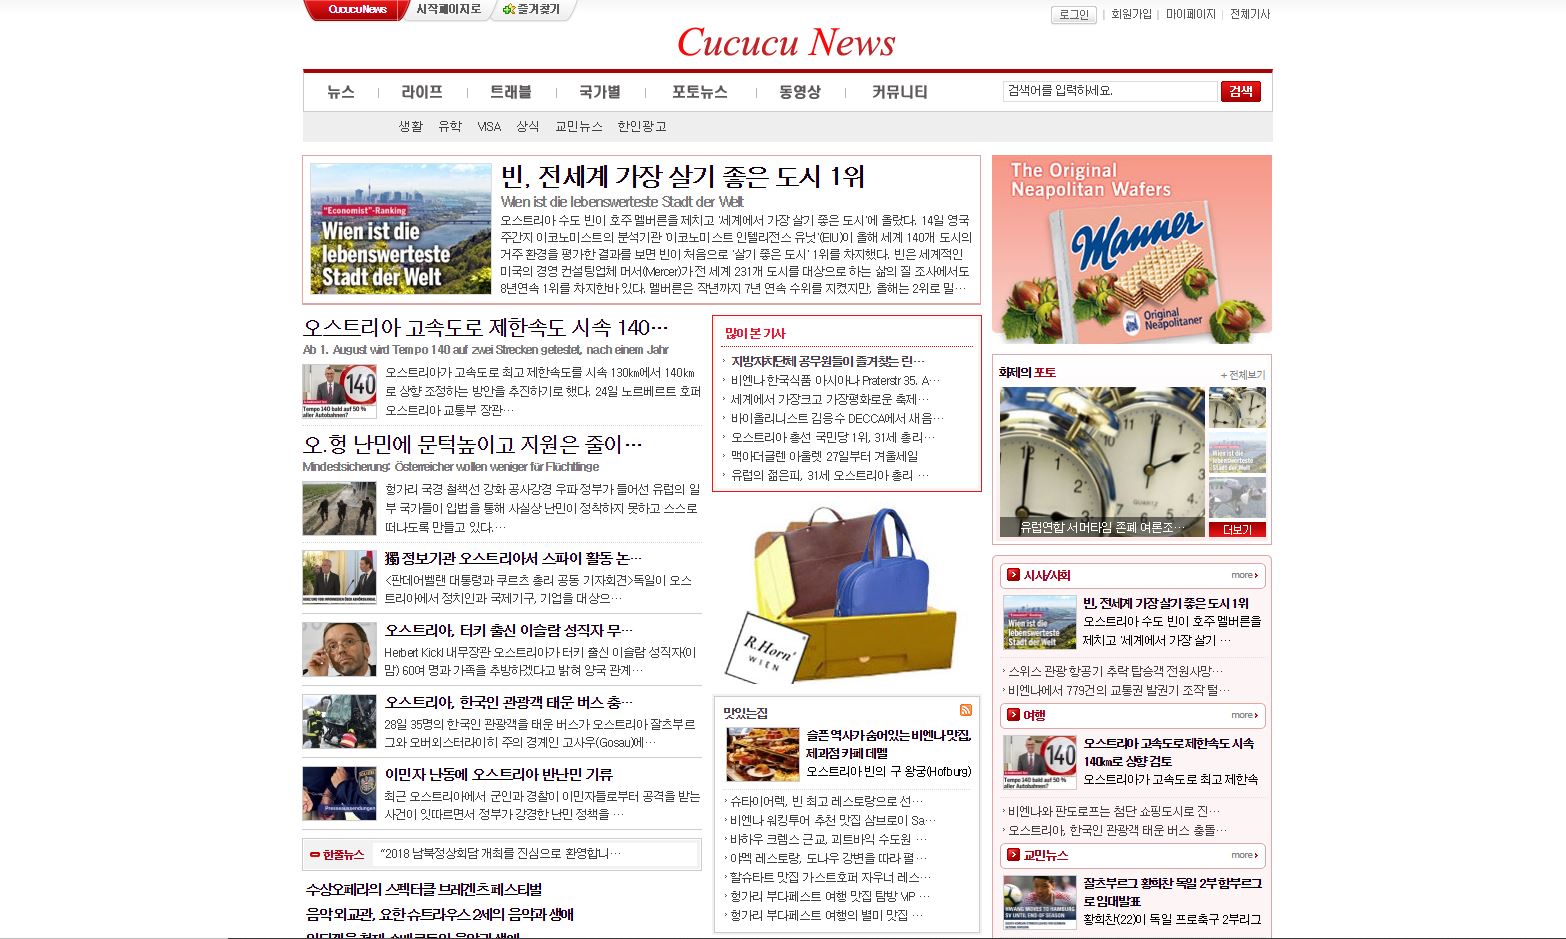 Cucucu News
시작페이지로
즐겨찾기
로그인
회원가입
마이페이지
전체기사
Cucucu News
뉴스
라이프
트래블
국가별
포토뉴스
동영상
커뮤니티
검색어를 입력하세요.
검색
생활
유학
VISA
상식
교민뉴스
한인광고
"Economist"-Ranking
Wien ist die
lebenswerteste
Stadt der Welt
빈, 전세계 가장 살기 좋은 도시 1위
Wien ist die lebenswerteste Stadt der Welt
오스트리아 수도 빈이 호주 멜버른을 제치고 '세계에서 가장 살기 좋은 도시'에 올랐다. 14일 영국
주간지 이코노미스트의 분석기관 '이코노미스트 인텔리전스 유닛'(EIU)이 올해 세계 140개 도시의
거주 환경을 평가한 결과를 보면 빈이 처음으로 '살기 좋은 도시' 1위를 차지했다. 빈은 세계적인
미국의 경영 컨설팅업체 머서(Mercer)가 전 세계 231개 도시를 대상으로 하는 삶의 질 조사에서도
8년연속 1위를 차지한바 있다. 멜버른은 작년까지 7년 연속 수위를 지켰지만, 올해는 2위로 밀…
오스트리아 고속도로 제한속도 시속 140…
Ab 1. August wird Tempo 140 auf zwei Strecken getestet, nach einem Jahr
140
Tempo 140 bald auf 50 %
aller Autobahnen?
오스트리아가 고속도로 최고 제한속도를 시속 130㎞에서 140㎞
로 상향 조정하는 방안을 추진하기로 했다. 24일 노르베르트 호퍼
오스트리아 교통부 장관…
오.헝 난민에 문턱높이고 지원은 줄이…
Mindestsicherung: Österreicher wollen weniger für Flüchtlinge
헝가리 국경 철책선 강화 공사강경 우파 정부가 들어선 유럽의 일
부 국가들이 입법을 통해 사실상 난민이 정착하지 못하고 스스로
떠나도록 만들고 있다.…
獨 정보기관 오스트리아서 스파이 활동 논…
<판데어벨랜 대통령과 쿠르츠 총리 공동 기자회견>독일이 오스
트리아에서 정치인과 국제기구, 기업을 대상으…
오스트리아, 터키 출신 이슬람 성직자 무…
Herbert Kickl 내무장관 오스트리아가 터키 출신 이슬람 성직자(이
맘) 60여 명과 가족을 추방하겠다고 밝혀 양국 관계…
오스트리아, 한국인 관광객 태운 버스 충…
28일 35명의 한국인 관광객을 태운 버스가 오스트리아 잘츠부르
그와 오버외스터라이히 주의 경계인 고사우(Gosau)에…
이민자 난동에 오스트리아 반난민 기류
Presseaussendungen
최근 오스트리아에서 군인과 경찰이 이민자들로부터 공격을 받는
사건이 잇따르면서 정부가 강경한 난민 정책을 …
한줄뉴스
"2018 남북정상회담 개최를 진심으로 환영합니…
수상오페라의 스펙터클 브레겐츠 페스티벌
음악 외교관, 요한 슈트라우스 2세의 음악과 생애
많이 본 기사
지방자치단체 공무원들이 즐겨찾는 린…
비엔나 한국식품 아시아나 Praterstr 35. A…
세계에서 가장크고 가장평화로운 축제…
바이올리니스트 김응수 DECCA에서 새음…
오스트리아 총선 국민당 1위, 31세 총리…
맥아더글렌 아울렛 27일부터 겨울세일
유럽의 젊은피, 31세 오스트리아 총리 …
R.Horn'
WIEN
맛있는집
슬픈 역사가 숨어있는 비엔나 맛집,
제과점 카페 데멜
오스트리아 빈의 구 왕궁(Hofburg)
슈타이어렉, 빈 최고 레스토랑으로 선…
비엔나 워킹투어 추천 맛집 삼브로이 Sa…
바하우 크렘스 근교, 괴트바익 수도원 …
야멕 레스토랑, 도나우 강변을 따라 펼…
할슈타트 맛집 가스트호퍼 자우너 레스…
헝가리 부다페스트 여행 맛집 탐방 VIP …
헝가리 부다페스트 여행의 별미 맛집 …
The Original
Neapolitan Wafers
Manner
Original
Neapolitaner
화제의 포토
+ 전체보기
QUARTZ
유럽연합 서머타임 존폐 여론조…
Wien ist die
lebenswerteste
Stadt der Welt
더보기
시사/사회
more
Wien ist die
lebenswerteste
Stadt der Welt
빈, 전세계 가장 살기 좋은 도시 1위
오스트리아 수도 빈이 호주 멜버른을
제치고 '세계에서 가장 살기 …
스위스 관광 항공기 추락 탑승객 전원사망…
비엔나에서 779건의 교통권 발권기 조작 털…
여행
more
140
Tempo 140 bald auf 50 %
aller Autobahnen?
오스트리아 고속도로제한속도 시속
140㎞로 상향 검토
오스트리아가 고속도로 최고 제한속
비엔나와 판도르프는 첨단 쇼핑도시로 진…
오스트리아, 한국인 관광객 태운 버스 충돌…
교민뉴스
more
HWANG MOVES TO HAMBURG
SV UNTIL END OF SEASON
잘츠부르그 황희찬 독일 2부 함부르그
로 임대발표
황희찬(22)이 독일 프로축구 2부리그